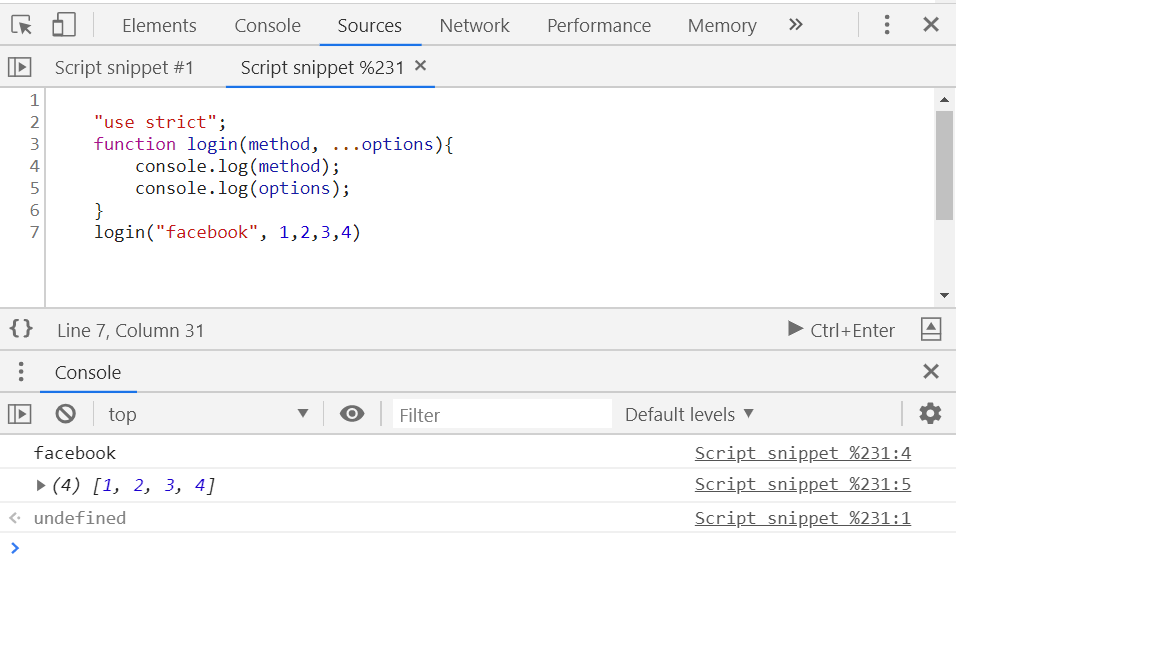 Elements Console Sources Network Performance Memory »
Script snippet #1 Script snippet %231 ×
1
2 "use strict";
3 function login(method, ...options){
4 console.log(method);
5 console.log(options);
6 }
7 login("facebook", 1,2,3,4)
{} Line 7, Column 31 Ctrl+Enter
Console
top Filter Default levels
facebook Script snippet %231:4
(4) [1, 2, 3, 4] Script snippet %231:5
undefined Script snippet %231:1